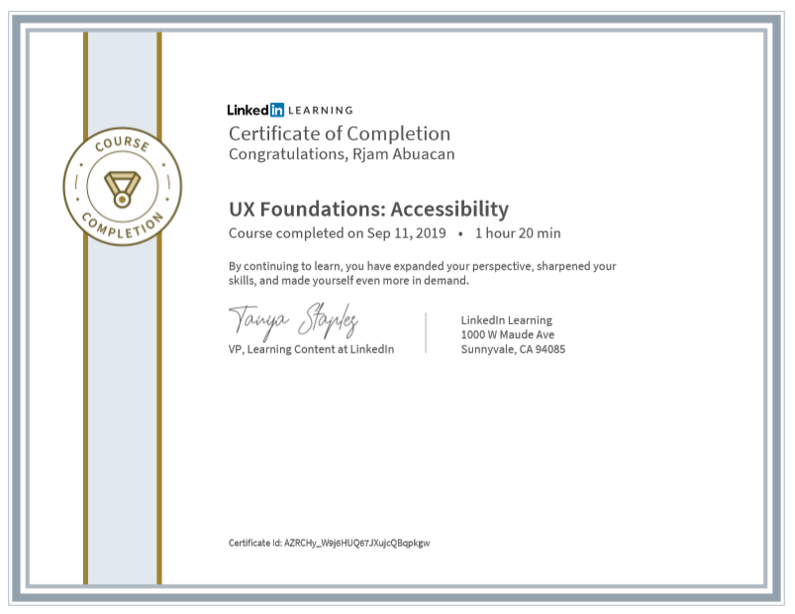 LinkedIn LEARNING
Certificate of Completion
Congratulations, Rjam Abuacan
COURSE
COMPLETION
UX Foundations: Accessibility
Course completed on Sep 11, 2019 • 1 hour 20 min
By continuing to learn, you have expanded your perspective, sharpened your
skills, and made yourself even more in demand.
Tanya Staples
VP, Learning Content at LinkedIn
LinkedIn Learning
1000 W Maude Ave
Sunnyvale, CA 94085
Certificate Id: AZRCHy_W9j6HUQ67JXujcQBqpkgw